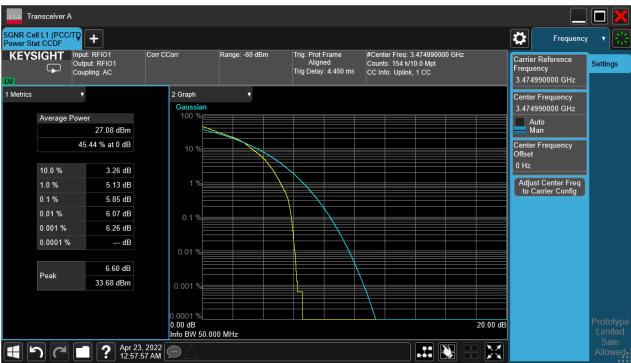 Transceiver A
5GNR Cell L1 (PCC/TD
Power Stat CCDF
KEYSIGHT
LXI
Input: RFIO1
Output: RFIO1
Coupling: AC
Corr CCorr
Range: -60 dBm
Trig: Prot Frame
Aligned
Trig Delay: 4.450 ms
#Center Freq: 3.474990000 GHz
Counts: 154 k/10.0 Mpt
CC Info: Uplink, 1 CC
1 Metrics
Average Power
27.08 dBm
45.44 % at 0 dB
10.0 % 3.26 dB
1.0 % 5.13 dB
0.1 % 5.85 dB
0.01 % 6.07 dB
0.001 % 6.26 dB
0.0001 % --- dB
Peak
6.60 dB
33.68 dBm
2 Graph
Gaussian
100 %
10 %
1 %
0.1 %
0.01 %
0.001 %
0.0001 %
0.00 dB
20.00 dB
Info BW 50.000 MHz
Frequency
Settings
Carrier Reference
Frequency
3.474990000 GHz
Center Frequency
3.474990000 GHz
Auto
Man
Center Frequency
Offset
0 Hz
Adjust Center Freq
to Carrier Config
Prototype
Limited
Sale
Allowed
Apr 23, 2022
12:57:57 AM